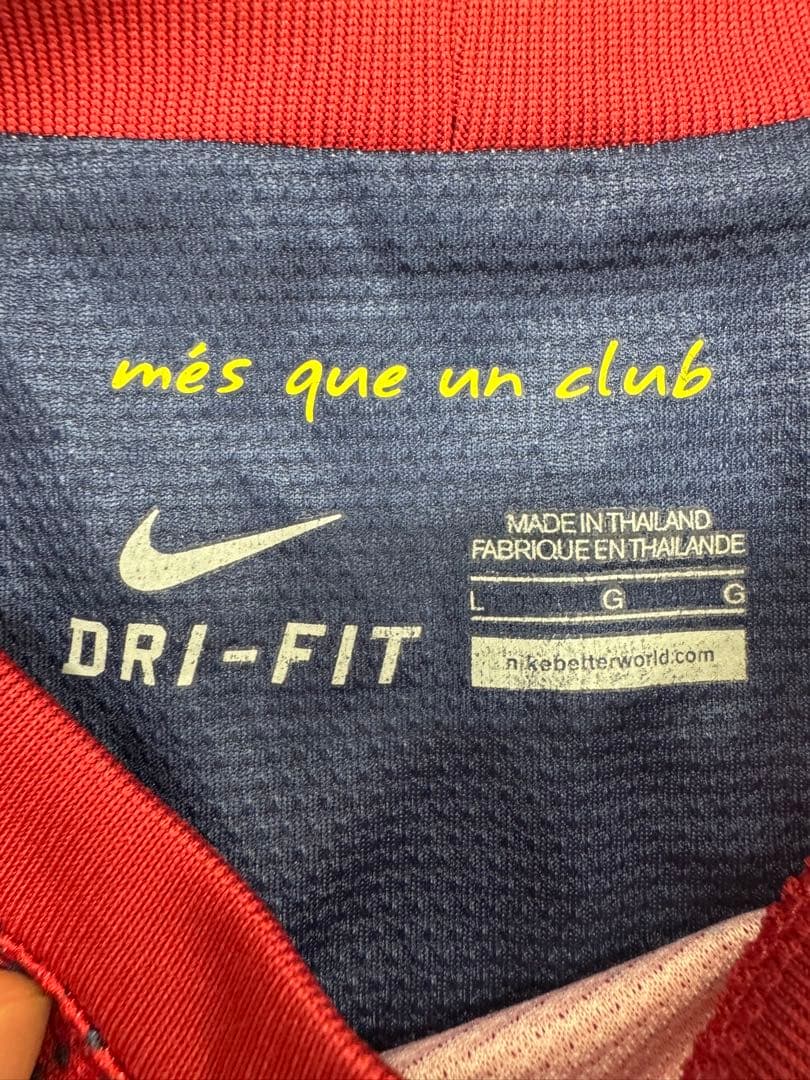 més que un club
DRI-FIT
MADE IN THAILAND
FABRIQUE EN THAILANDE
L G G
nikebetterworld.com